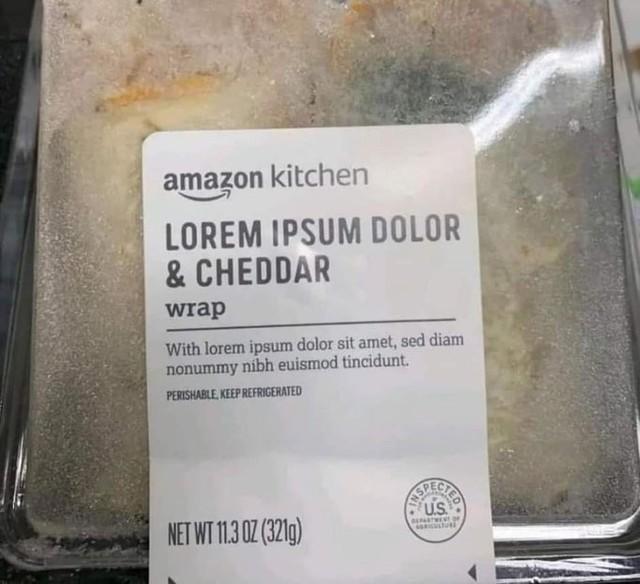 amazon kitchen
LOREM IPSUM DOLOR
& CHEDDAR
wrap
With lorem ipsum dolor sit amet, sed diam
nonummy nibh euismod tincidunt.
PERISHABLE, KEEP REFRIGERATED
NET WT 11.3 OZ (321g)
INSPECTED
U.S.
DEPARTMENT OF
AGRICULTURE